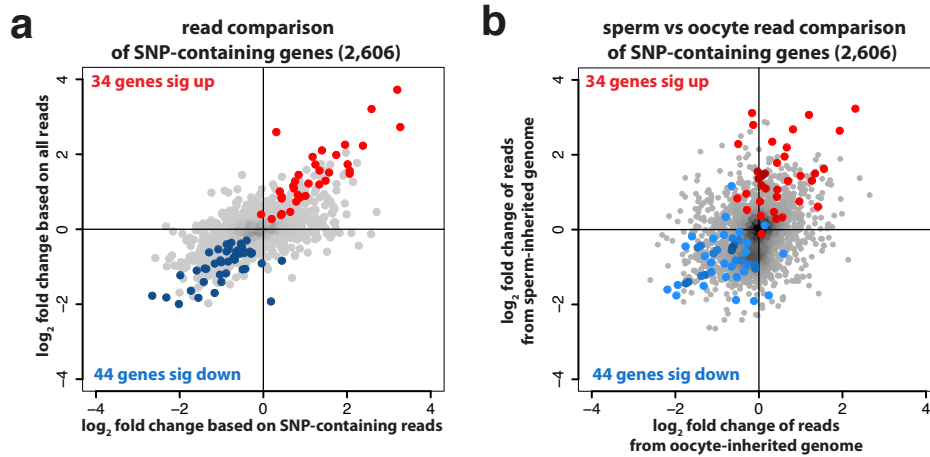 a
read comparison
of SNP-containing genes (2,606)
34 genes sig up
44 genes sig down
log2 fold change based on all reads
4
2
0
−2
−4
−4 −2 0 2 4
log2 fold change based on SNP-containing reads
b
sperm vs oocyte read comparison
of SNP-containing genes (2,606)
34 genes sig up
44 genes sig down
log2 fold change of reads
from sperm-inherited genome
4
2
0
−2
−4
−4 −2 0 2 4
log2 fold change of reads
from oocyte-inherited genome